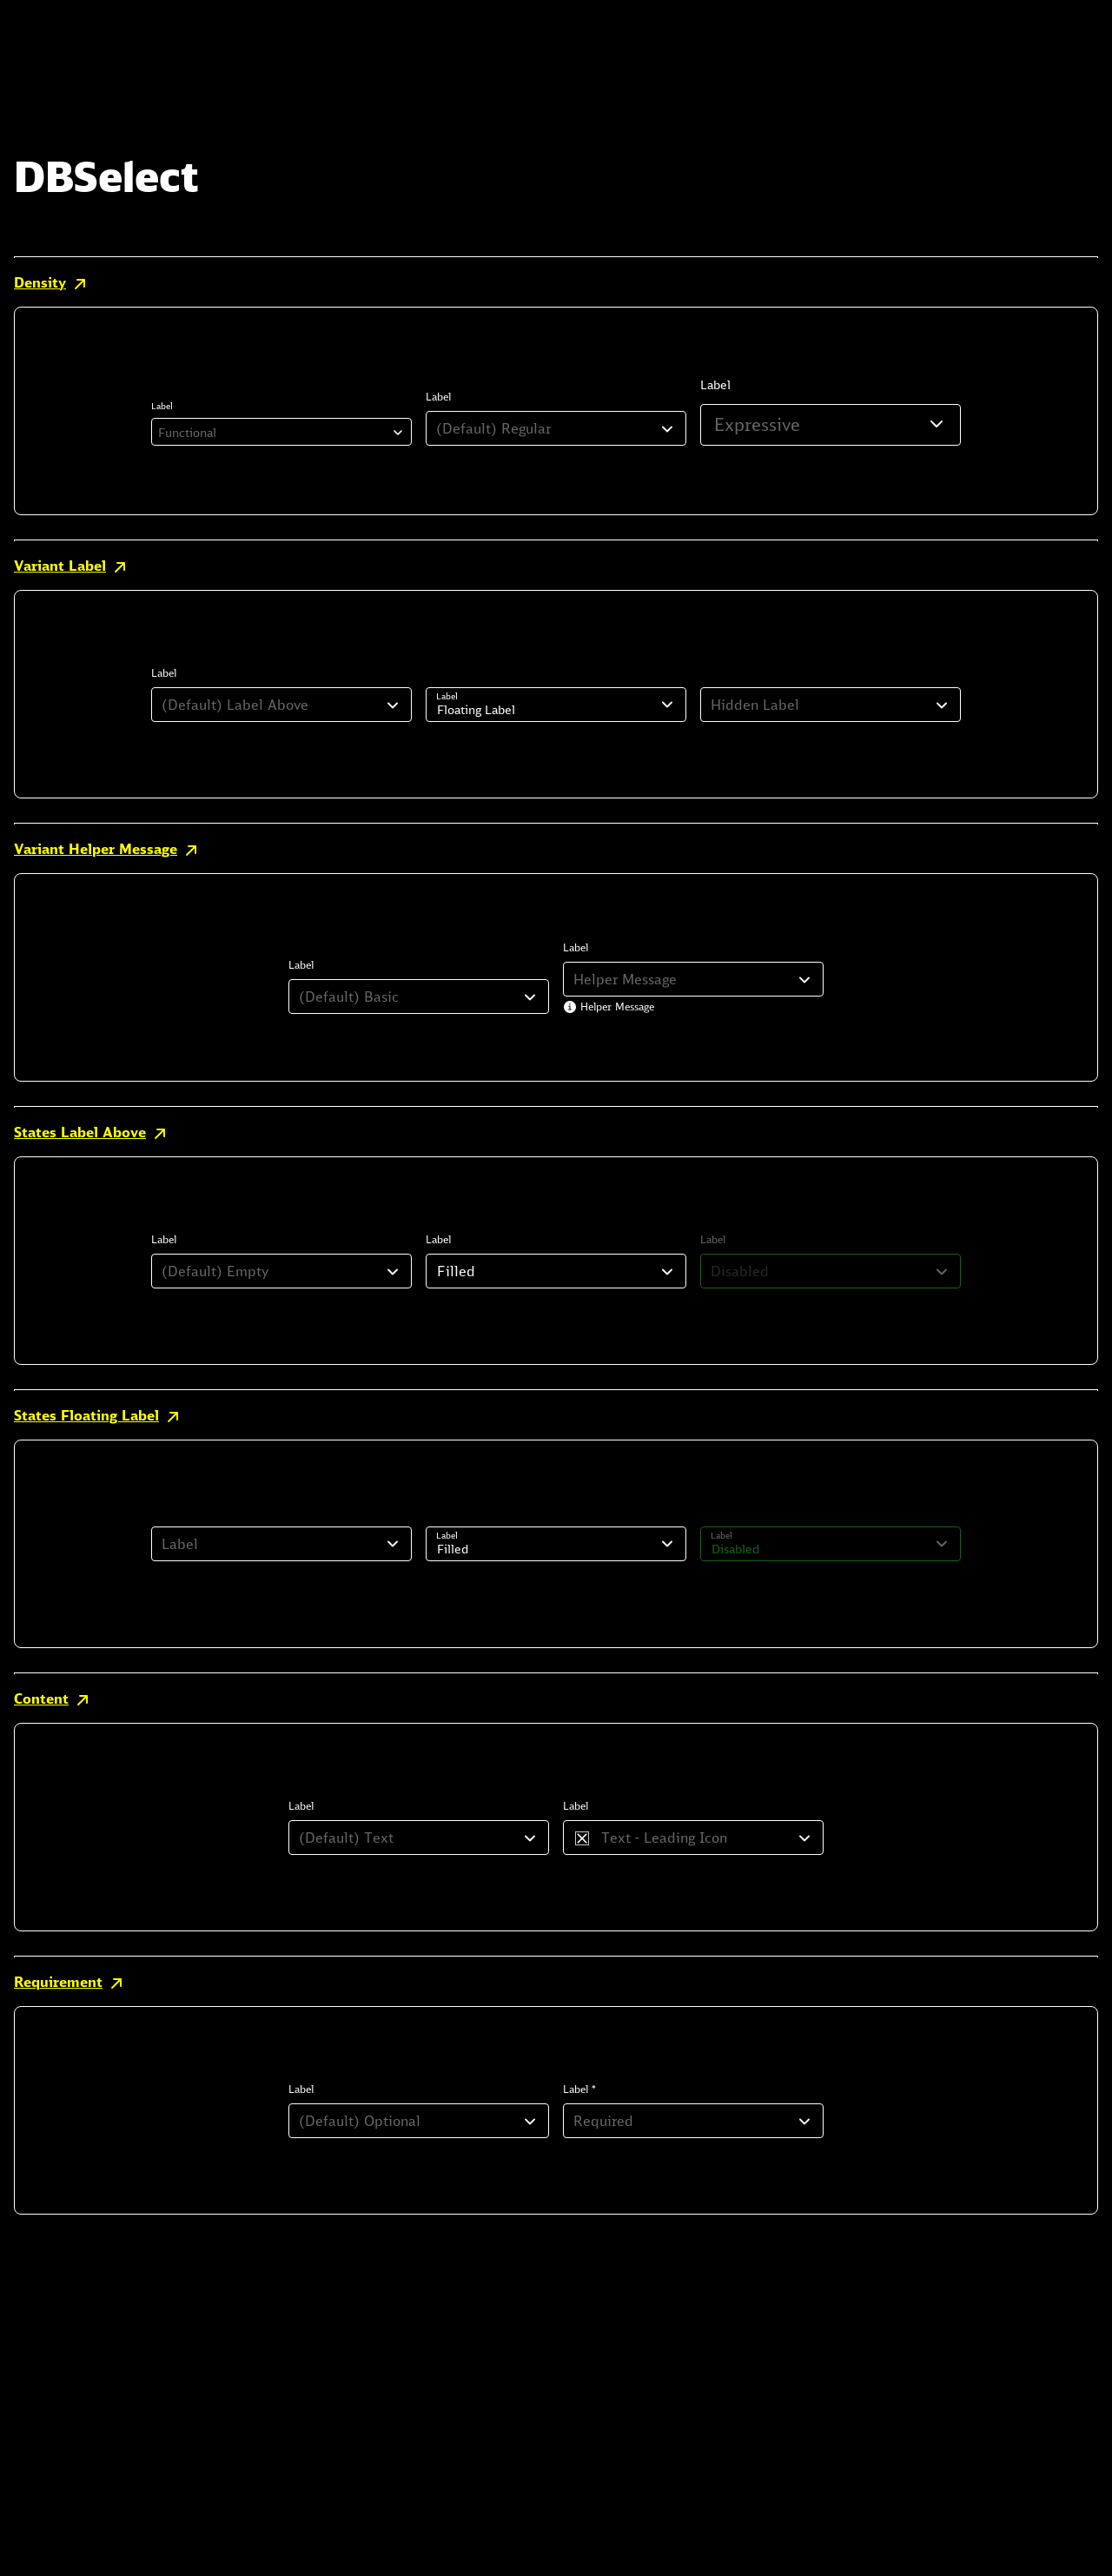 DBSelect
Density
Label
Label
Label
Functional
(Default) Regular
Expressive
Variant Label
Label
(Default) Label Above
Label
Floating Label
Hidden Label
Variant Helper Message
Label
(Default) Basic
Label
Helper Message
Helper Message
States Label Above
Label
Label
Label
(Default) Empty
Filled
Disabled
States Floating Label
Label
Label
Filled
Label
Disabled
Content
Label
Label
(Default) Text
Text - Leading Icon
Requirement
Label
Label *
(Default) Optional
Required